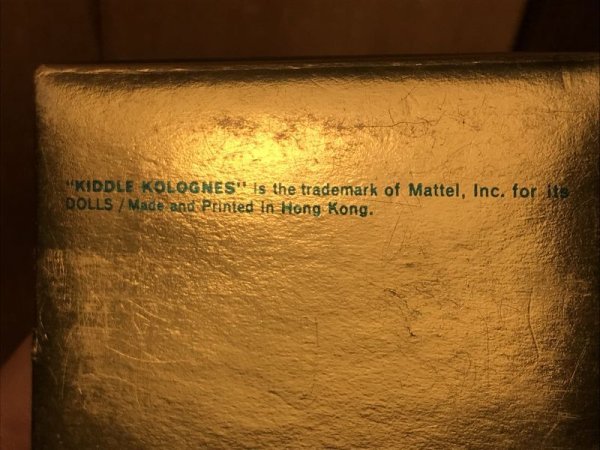 "KIDDLE KOLOGNES" is the trademark of Mattel, Inc. for its
DOLLS / Made and Printed in Hong Kong.